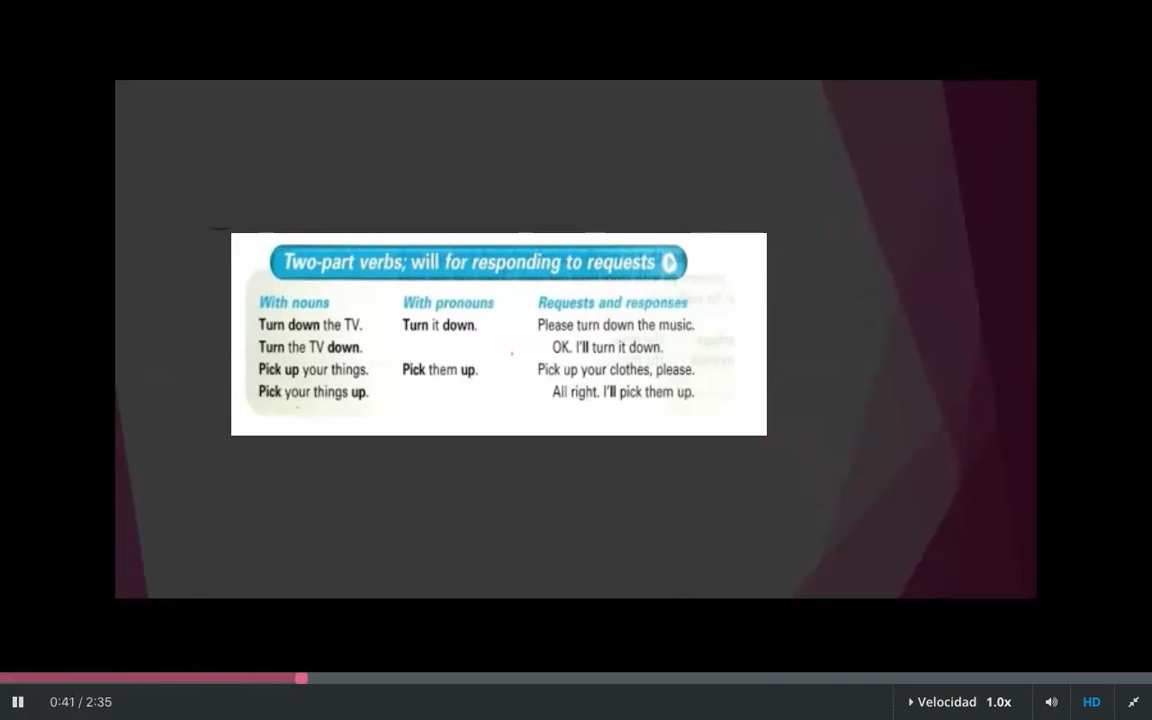 Two-part verbs; will for responding to requests
With nouns
Turn down the TV.
Turn the TV down.
Pick up your things.
Pick your things up.
With pronouns
Turn it down.
Pick them up.
Requests and responses
Please turn down the music.
OK. I'll turn it down.
Pick up your clothes, please.
All right. I'll pick them up.
0:41 / 2:35
Velocidad 1.0x
HD